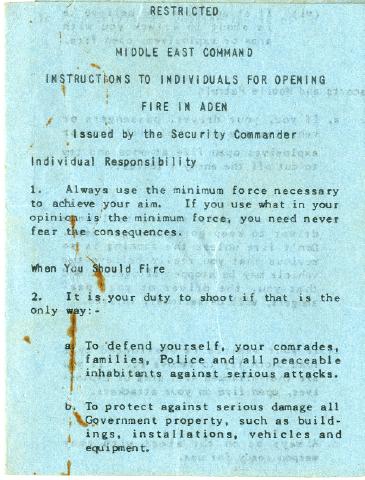 RESTRICTED
MIDDLE EAST COMMAND
INSTRUCTIONS TO INDIVIDUALS FOR OPENING
FIRE IN ADEN
Issued by the Security Commander
Individual Responsibility
1. Always use the minimum force necessary
to achieve your aim. If you use what in your
opinion is the minimum force, you need never
fear the consequences.
When You Should Fire
2. It is your duty to shoot if that is the
only way:-
a. To defend yourself, your comrades,
families, Police and all peaceable
inhabitants against serious attacks.
b. To protect against serious damage all
Government property, such as build-
ings, installations, vehicles and
equipment.